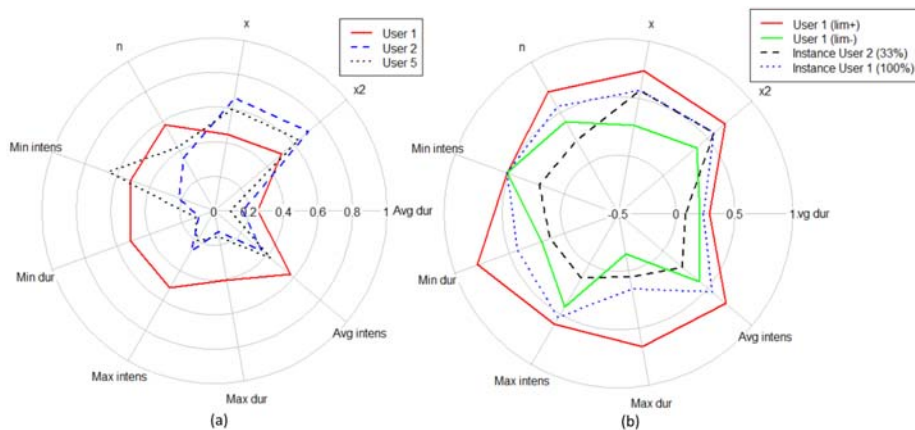 x
n
x2
Min intens
Min dur
Max intens
Max dur
Avg intens
Avg dur
0 0.2 0.4 0.6 0.8 1
User 1
User 2
User 5
(a)
x
n
x2
Min intens
Min dur
Max intens
Max dur
Avg intens
vg dur
-0.5 0 0.5 1
User 1 (lim+)
User 1 (lim-)
Instance User 2 (33%)
Instance User 1 (100%)
(b)